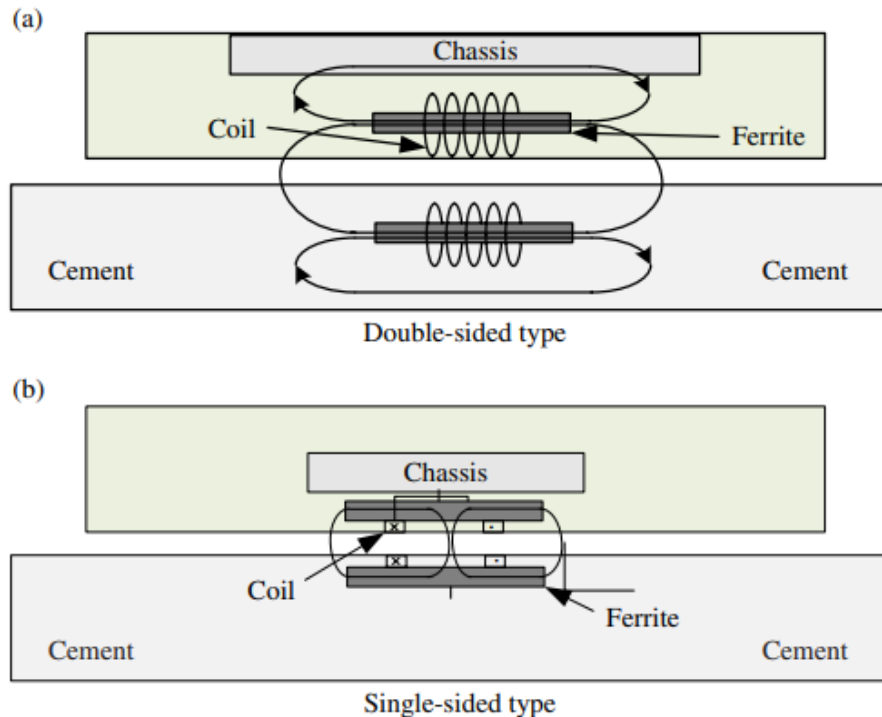 (a)
Chassis
Coil
Ferrite
Cement
Cement
Double-sided type
(b)
Chassis
Coil
Ferrite
Cement
Cement
Single-sided type